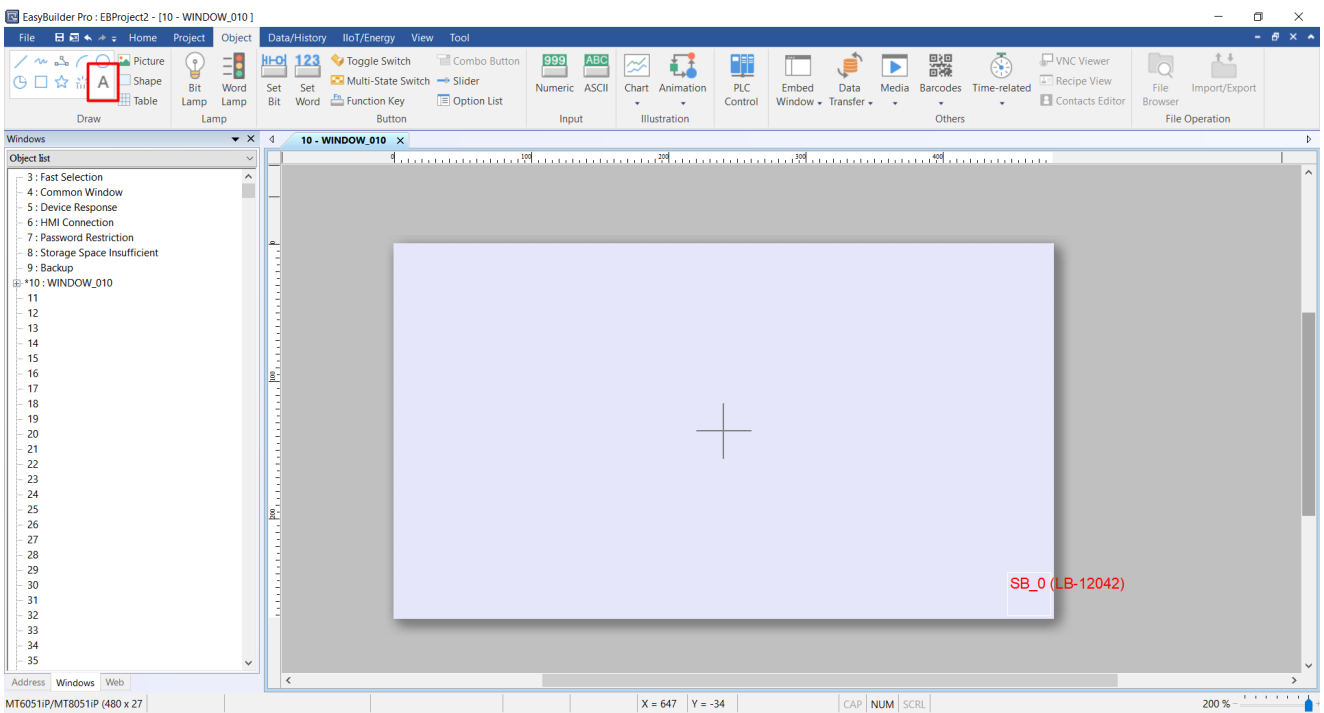 EasyBuilder Pro : EBProject2 - [10 - WINDOW_010 ]
File Home Project Object Data/History IIoT/Energy View Tool
Picture
Shape
Table
A
Draw
Bit Lamp
Word Lamp
Lamp
Set Bit
123
Set Word
Toggle Switch
Multi-State Switch
Fn
Function Key
Combo Button
Slider
Option List
Button
999
Numeric
ABC
ASCII
Input
Chart
Animation
Illustration
PLC Control
Embed Window
Data Transfer
Media
Barcodes
Time-related
VNC Viewer
Recipe View
Contacts Editor
Others
File Browser
Import/Export
File Operation
Windows
10 - WINDOW_010
Object list
0 100 200 300 400
3 : Fast Selection
4 : Common Window
5 : Device Response
6 : HMI Connection
7 : Password Restriction
8 : Storage Space Insufficient
9 : Backup
*10 : WINDOW_010
11
12
13
14
15
16
17
18
19
20
21
22
23
24
25
26
27
28
29
30
31
32
33
34
35
0
100
200
SB_0 (LB-12042)
Address Windows Web
MT6051iP/MT8051iP (480 x 27
X = 647 Y = -34
CAP NUM SCRL
200 %